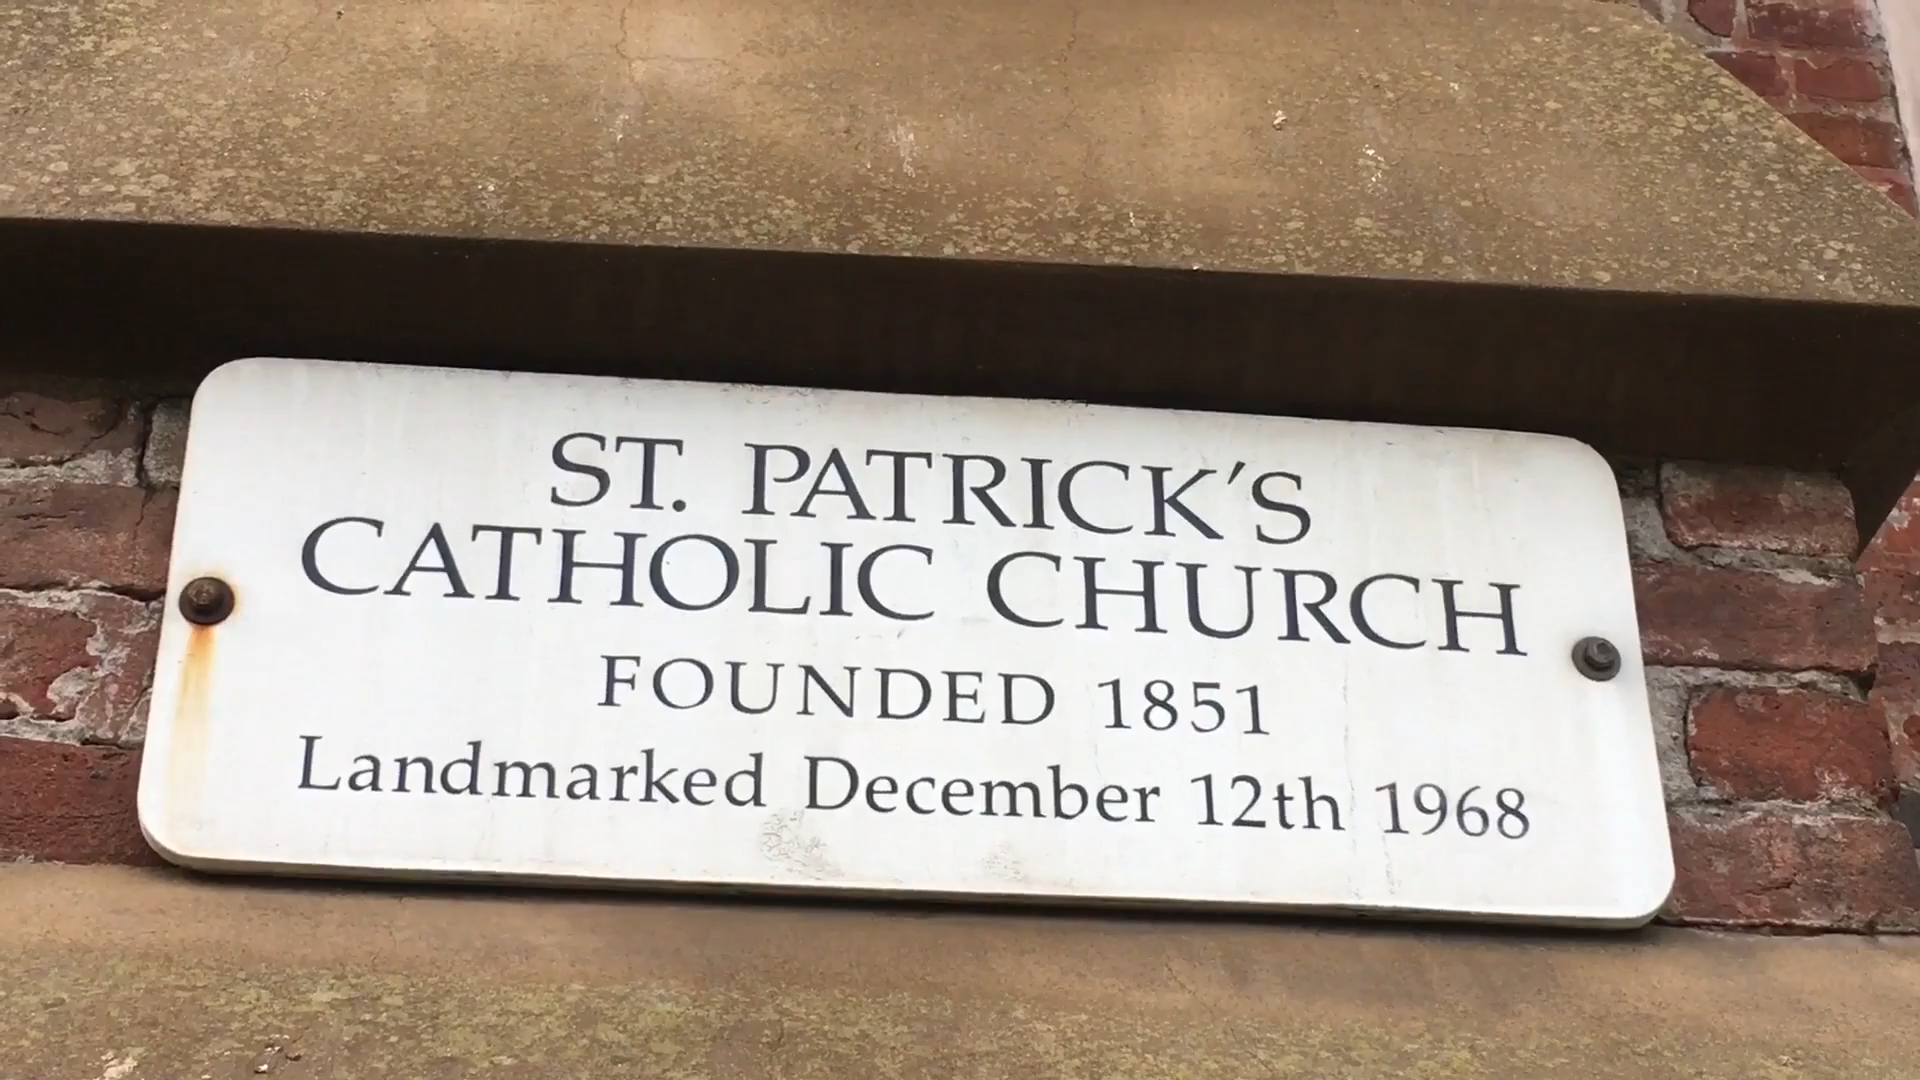 ST. PATRICK'S
CATHOLIC CHURCH
FOUNDED 1851
Landmarked December 12th 1968